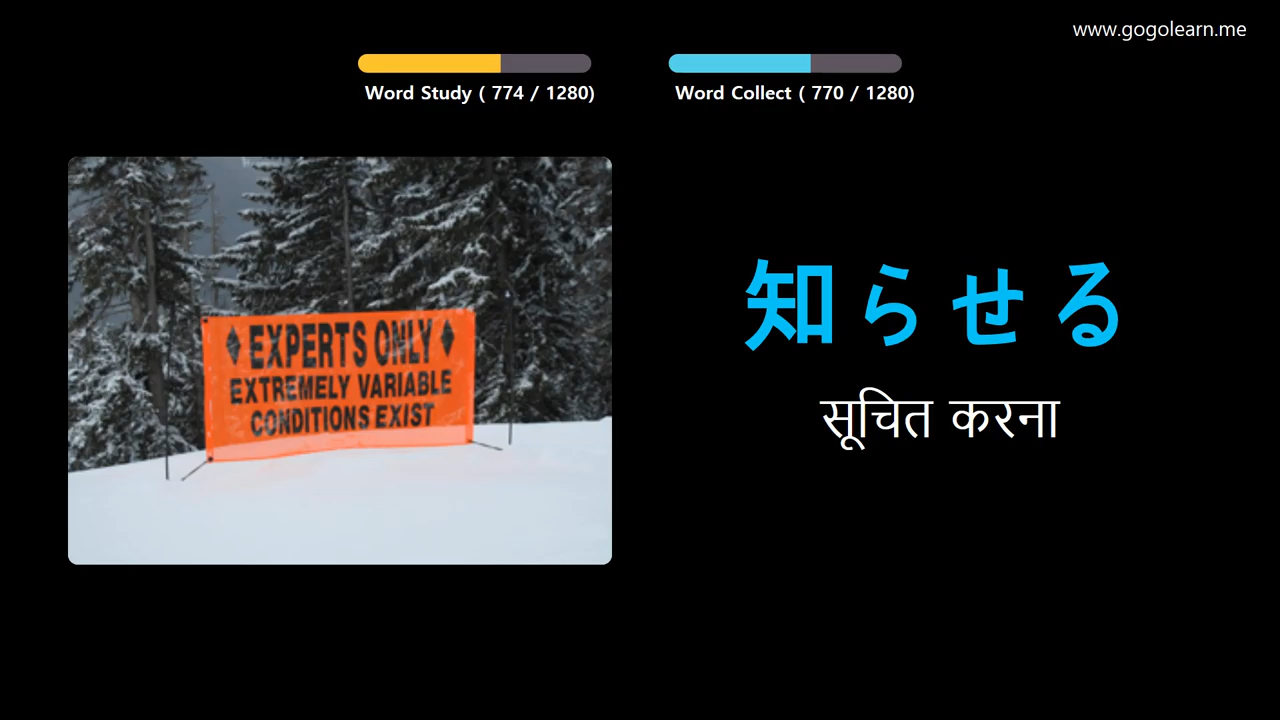 www.gogolearn.me
Word Study ( 774 / 1280)
Word Collect ( 770 / 1280)
EXPERTS ONLY
EXTREMELY VARIABLE
CONDITIONS EXIST
知らせる
सूचित करना